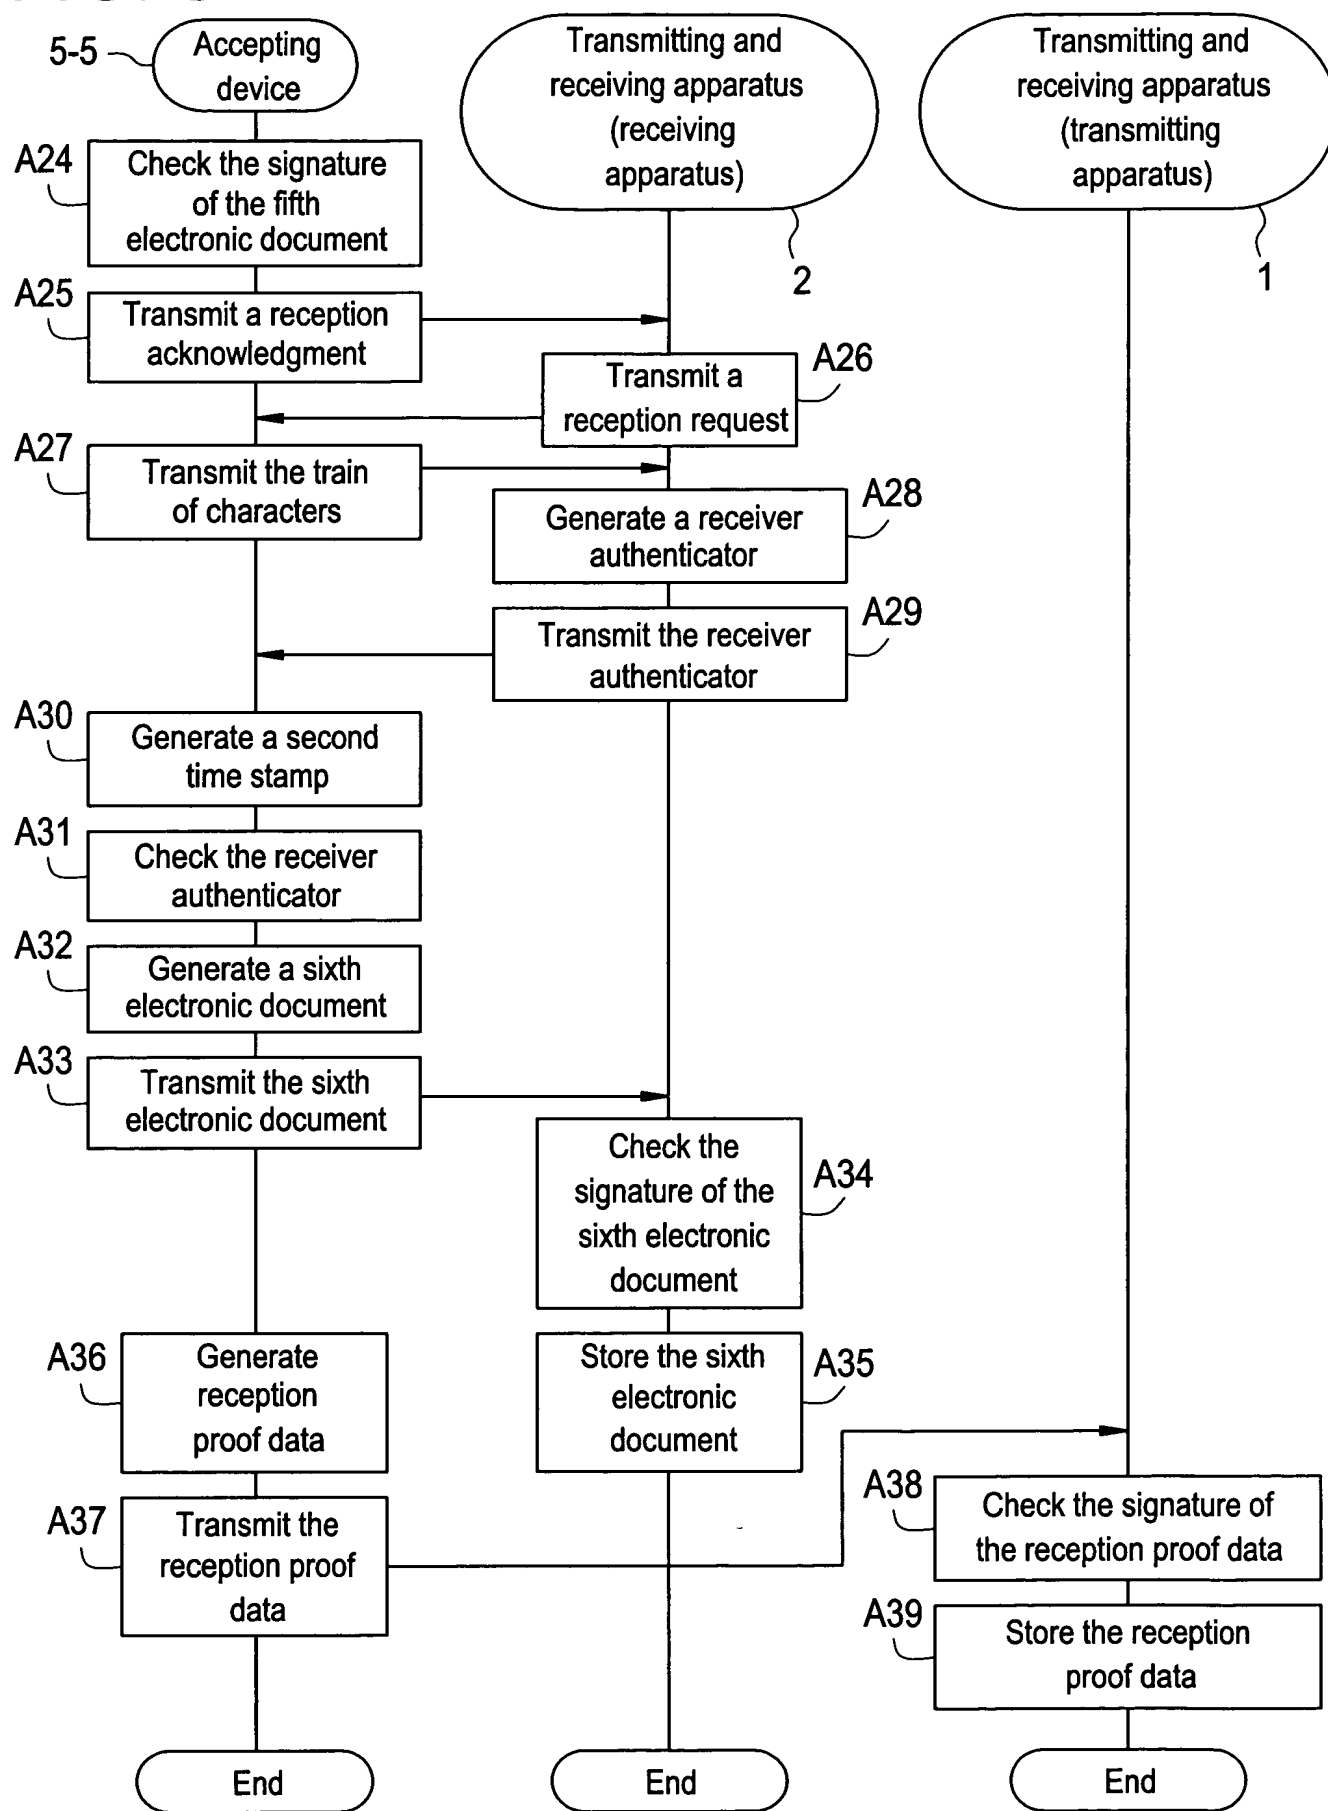 5-5
Accepting
device
Transmitting and
receiving apparatus
(receiving
apparatus)
2
Transmitting and
receiving apparatus
(transmitting
apparatus)
1
A24
Check the signature
of the fifth
electronic document
A25
Transmit a reception
acknowledgment
A26
Transmit a
reception request
A27
Transmit the train
of characters
A28
Generate a receiver
authenticator
A29
Transmit the receiver
authenticator
A30
Generate a second
time stamp
A31
Check the receiver
authenticator
A32
Generate a sixth
electronic document
A33
Transmit the sixth
electronic document
A34
Check the
signature of the
sixth electronic
document
A35
Store the sixth
electronic
document
A36
Generate
reception
proof data
A37
Transmit the
reception proof
data
A38
Check the signature of
the reception proof data
A39
Store the reception
proof data
End
End
End